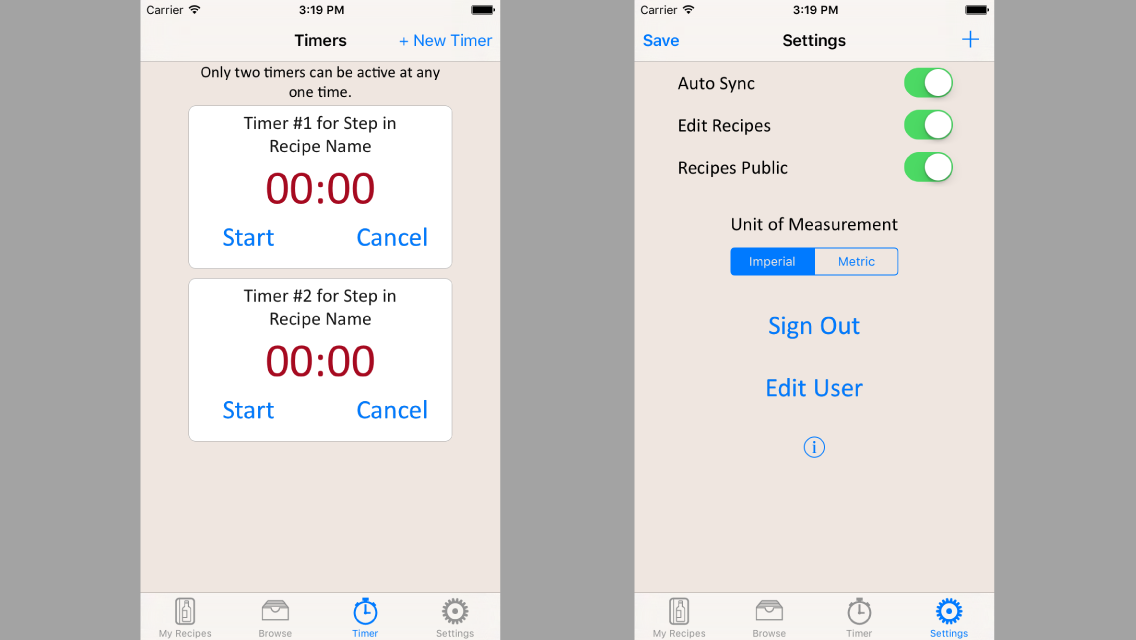 Carrier 3:19 PM
Timers + New Timer
Only two timers can be active at any
one time.
Timer #1 for Step in
Recipe Name
00:00
Start Cancel
Timer #2 for Step in
Recipe Name
00:00
Start Cancel
My Recipes Browse Timer Settings
Carrier 3:19 PM
Save Settings +
Auto Sync
Edit Recipes
Recipes Public
Unit of Measurement
Imperial Metric
Sign Out
Edit User
i
My Recipes Browse Timer Settings